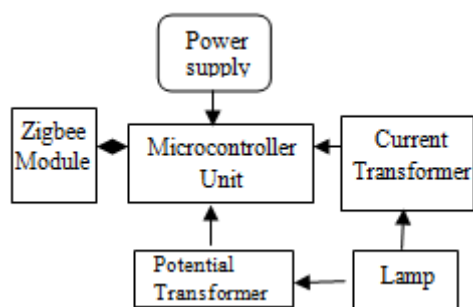 Power
supply
Zigbee
Module
Microcontroller
Unit
Current
Transformer
Potential
Transformer
Lamp